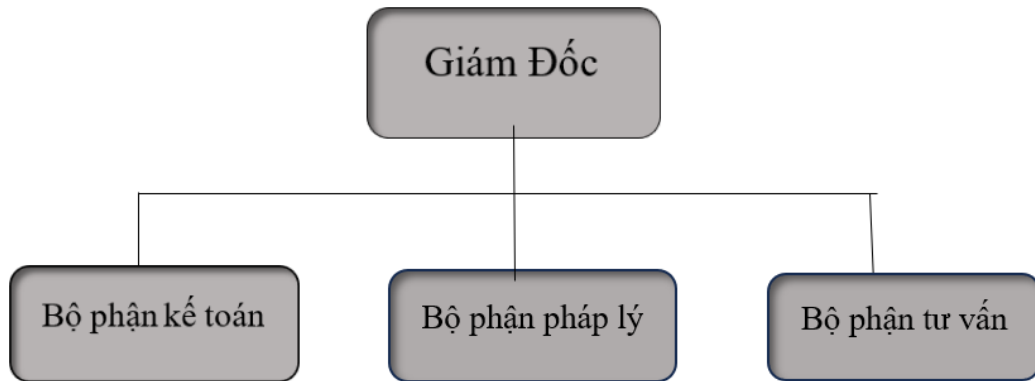 Giám Đốc
Bộ phận kế toán
Bộ phận pháp lý
Bộ phận tư vấn